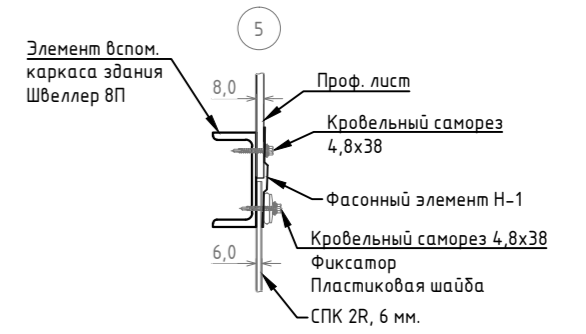 5
Элемент вспом.
каркаса здания
Швеллер 8П
8,0
Проф. лист
Кровельный саморез
4,8х38
Фасонный элемент Н-1
Кровельный саморез 4,8х38
Фиксатор
Пластиковая шайба
6,0
СПК 2R, 6 мм.